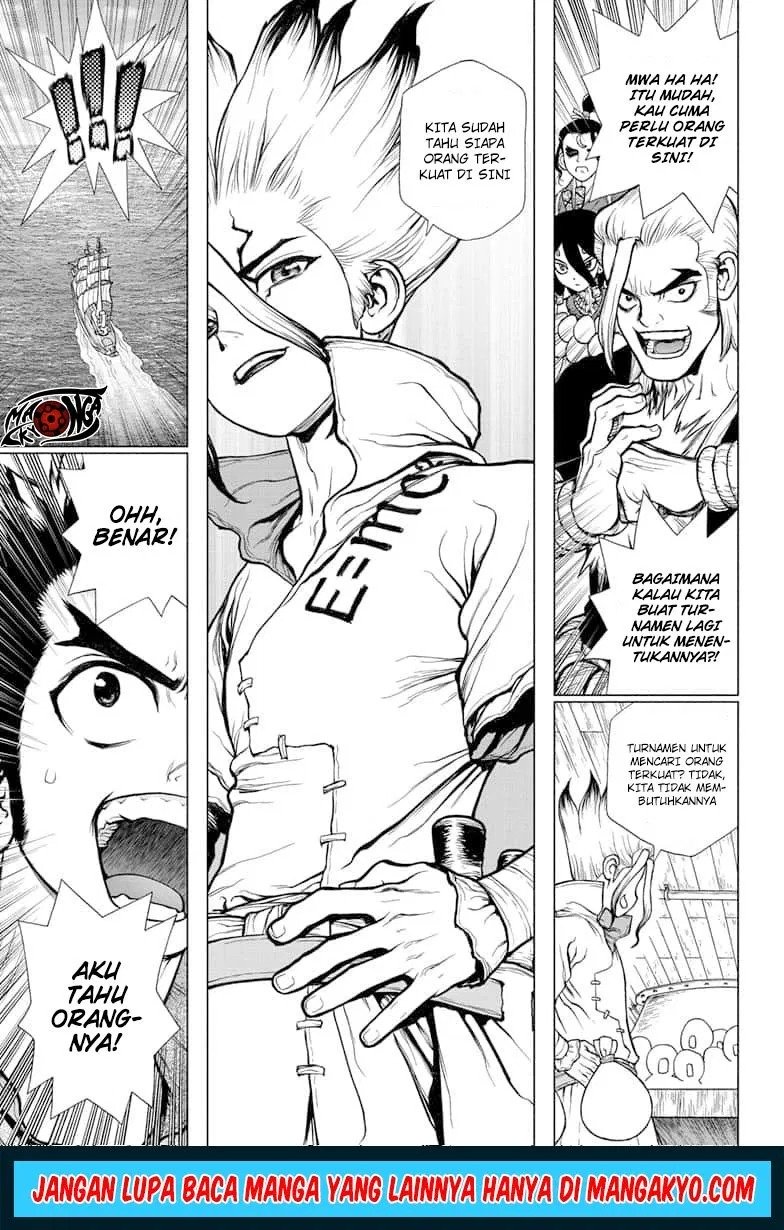 MWA HA HA!
ITU MUDAH,
KAU CUMA
PERLU ORANG
TERKUAT DI
SINI!
BAGAIMANA
KALAU KITA
BUAT TUR-
NAMEN LAGI
UNTUK MENEN-
TUKANNYA?!
TURNAMEN UNTUK
MENCARI ORANG
TERKUAT? TIDAK,
KITA TIDAK MEM-
BUTUHKANNYA
KITA SUDAH
TAHU SIAPA
ORANG TER-
KUAT DI SINI
E=mc²
!!!
MANGA
KYO
OHH,
BENAR!
AKU
TAHU
ORANG-
NYA!
JANGAN LUPA BACA MANGA YANG LAINNYA HANYA DI MANGAKYO.COM